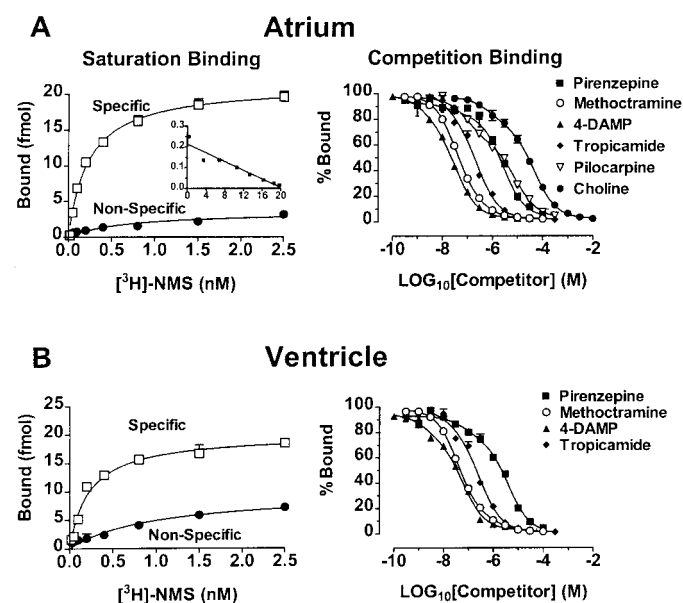 A Atrium
Saturation Binding
Competition Binding
Bound (fmol)
20
15
10
5
0
Specific
Non-Specific
0.3
0.2
0.1
0.0
0 4 8 12 16 20
0.0 0.5 1.0 1.5 2.0 2.5
[³H]-NMS (nM)
% Bound
100
80
60
40
20
0
-10 -8 -6 -4 -2
LOG₁₀[Competitor] (M)
Pirenzepine
Methoctramine
4-DAMP
Tropicamide
Pilocarpine
Choline
B Ventricle
Bound (fmol)
25
20
15
10
5
0
Specific
Non-Specific
0.0 0.5 1.0 1.5 2.0 2.5
[³H]-NMS (nM)
% Bound
100
80
60
40
20
0
-10 -8 -6 -4 -2
LOG₁₀[Competitor] (M)
Pirenzepine
Methoctramine
4-DAMP
Tropicamide